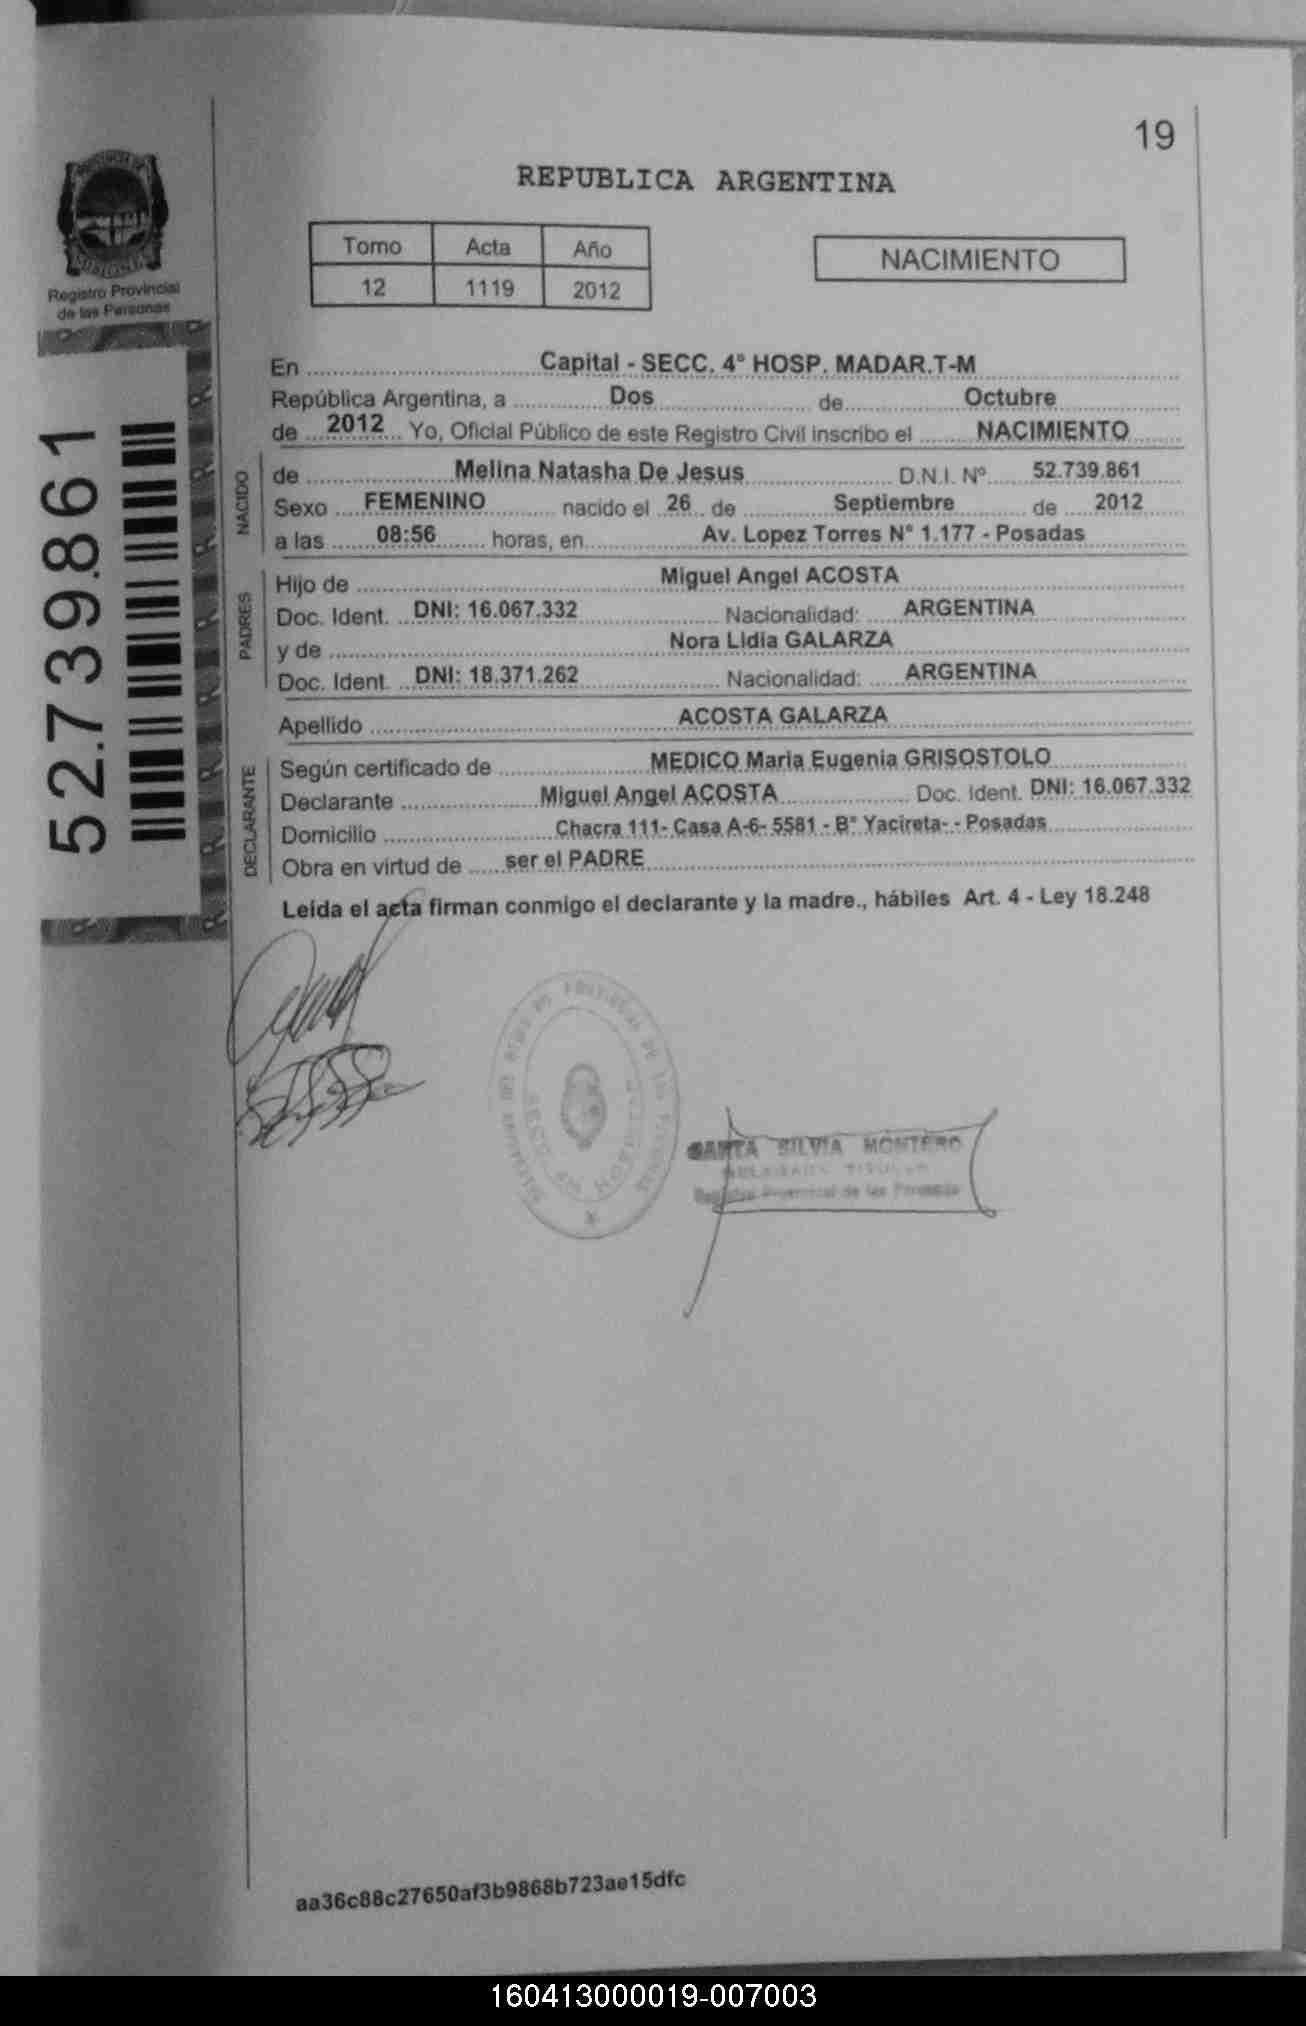 19
REPUBLICA ARGENTINA
Tomo Acta Año
12 1119 2012
NACIMIENTO
Registro Provincial
de las Personas
52.739.861
En Capital - SECC. 4° HOSP. MADAR.T-M
República Argentina, a Dos de Octubre
de 2012 Yo, Oficial Público de este Registro Civil inscribo el NACIMIENTO
NACIDO
de Melina Natasha De Jesus D.N.I. Nº 52.739.861
Sexo FEMENINO nacido el 26 de Septiembre de 2012
a las 08:56 horas, en Av. Lopez Torres N° 1.177 - Posadas
PADRES
Hijo de Miguel Angel ACOSTA
Doc. Ident. DNI: 16.067.332 Nacionalidad: ARGENTINA
y de Nora Lidia GALARZA
Doc. Ident. DNI: 18.371.262 Nacionalidad: ARGENTINA
Apellido ACOSTA GALARZA
DECLARANTE
Según certificado de MEDICO Maria Eugenia GRISOSTOLO
Declarante Miguel Angel ACOSTA Doc. Ident. DNI: 16.067.332
Domicilio Chacra 111- Casa A-6- 5581 - B° Yacireta- - Posadas
Obra en virtud de ser el PADRE
Leida el acta firman conmigo el declarante y la madre., hábiles Art. 4 - Ley 18.248
SILVIA MONTERO
Registro Provincial de las Personas
aa36c88c27650af3b9868b723ae15dfc
160413000019-007003